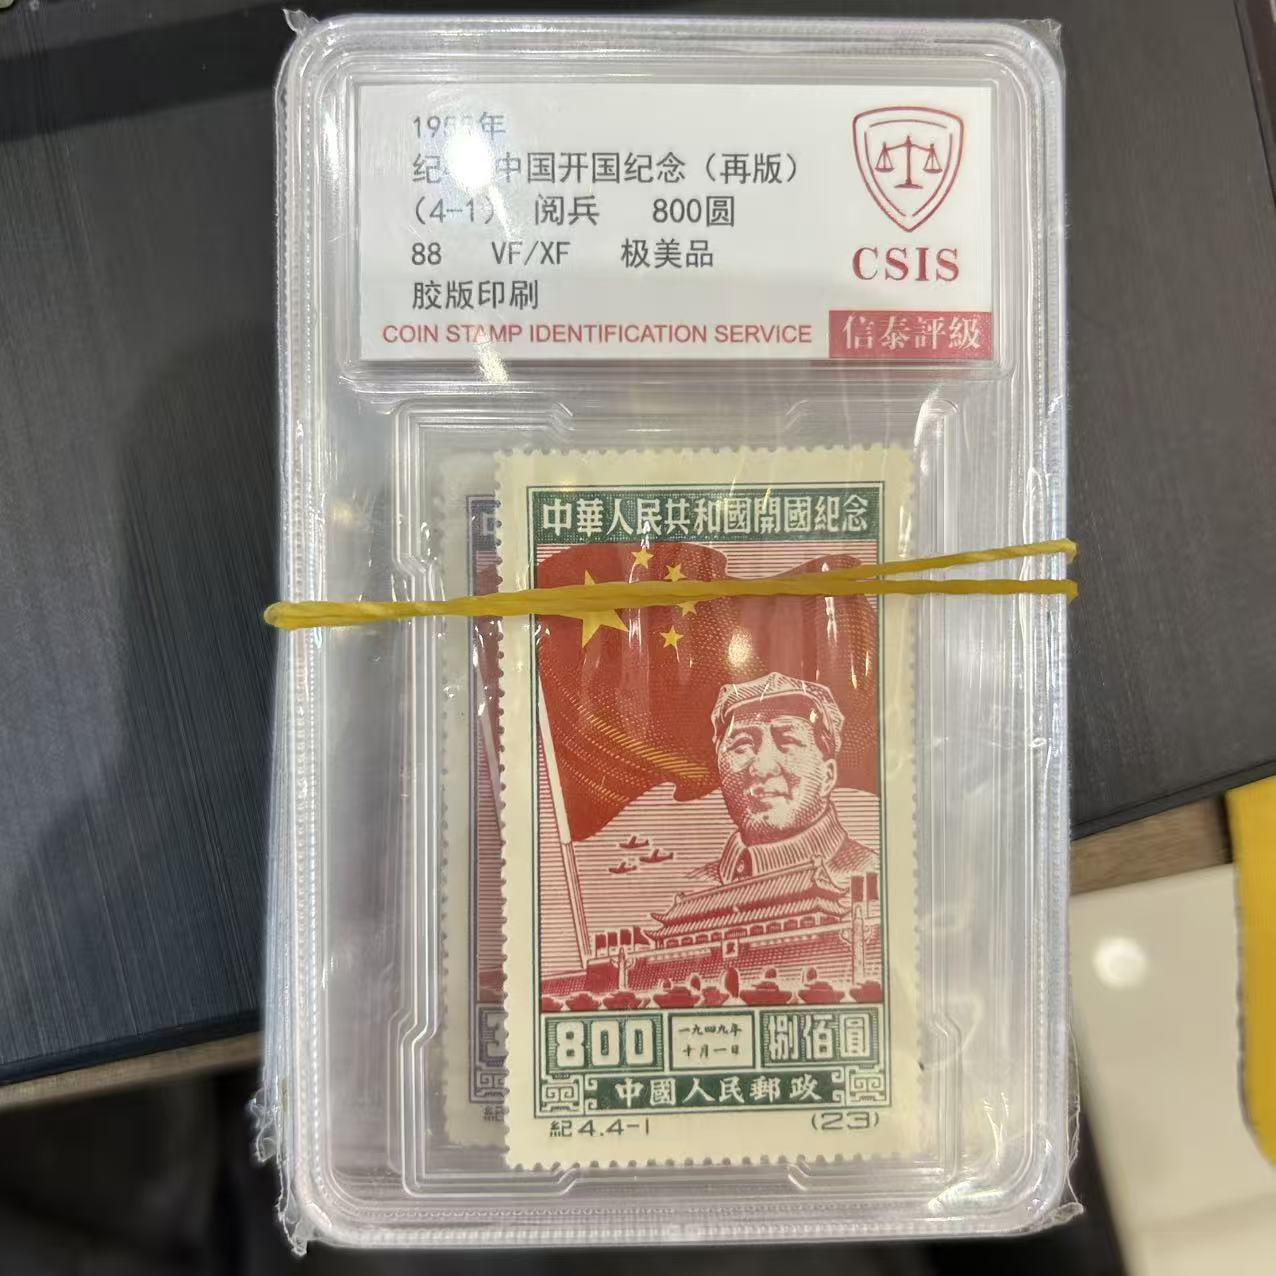 年
中国开国纪念（再版）
（4-1） 阅兵 800圆
88 VF/XF 极美品
胶版印刷
COIN STAMP IDENTIFICATION SERVICE
CSIS
信泰評級
中華人民共和國開國紀念
800
一九四九年
十月一日
捌佰圓
中國人民郵政
紀4.4-1
(23)
紀